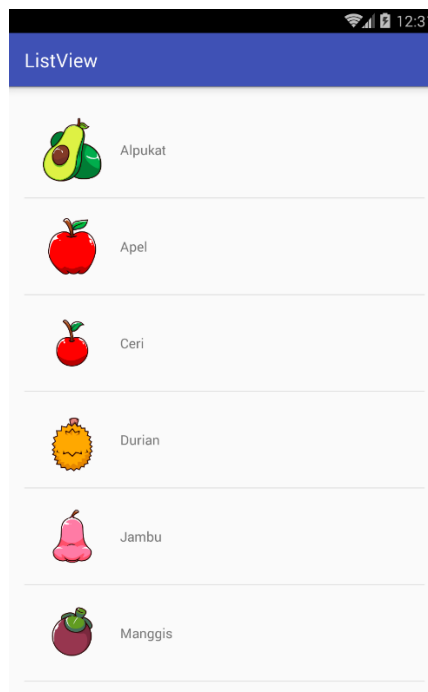 12:3
ListView
Alpukat
Apel
Ceri
Durian
Jambu
Manggis